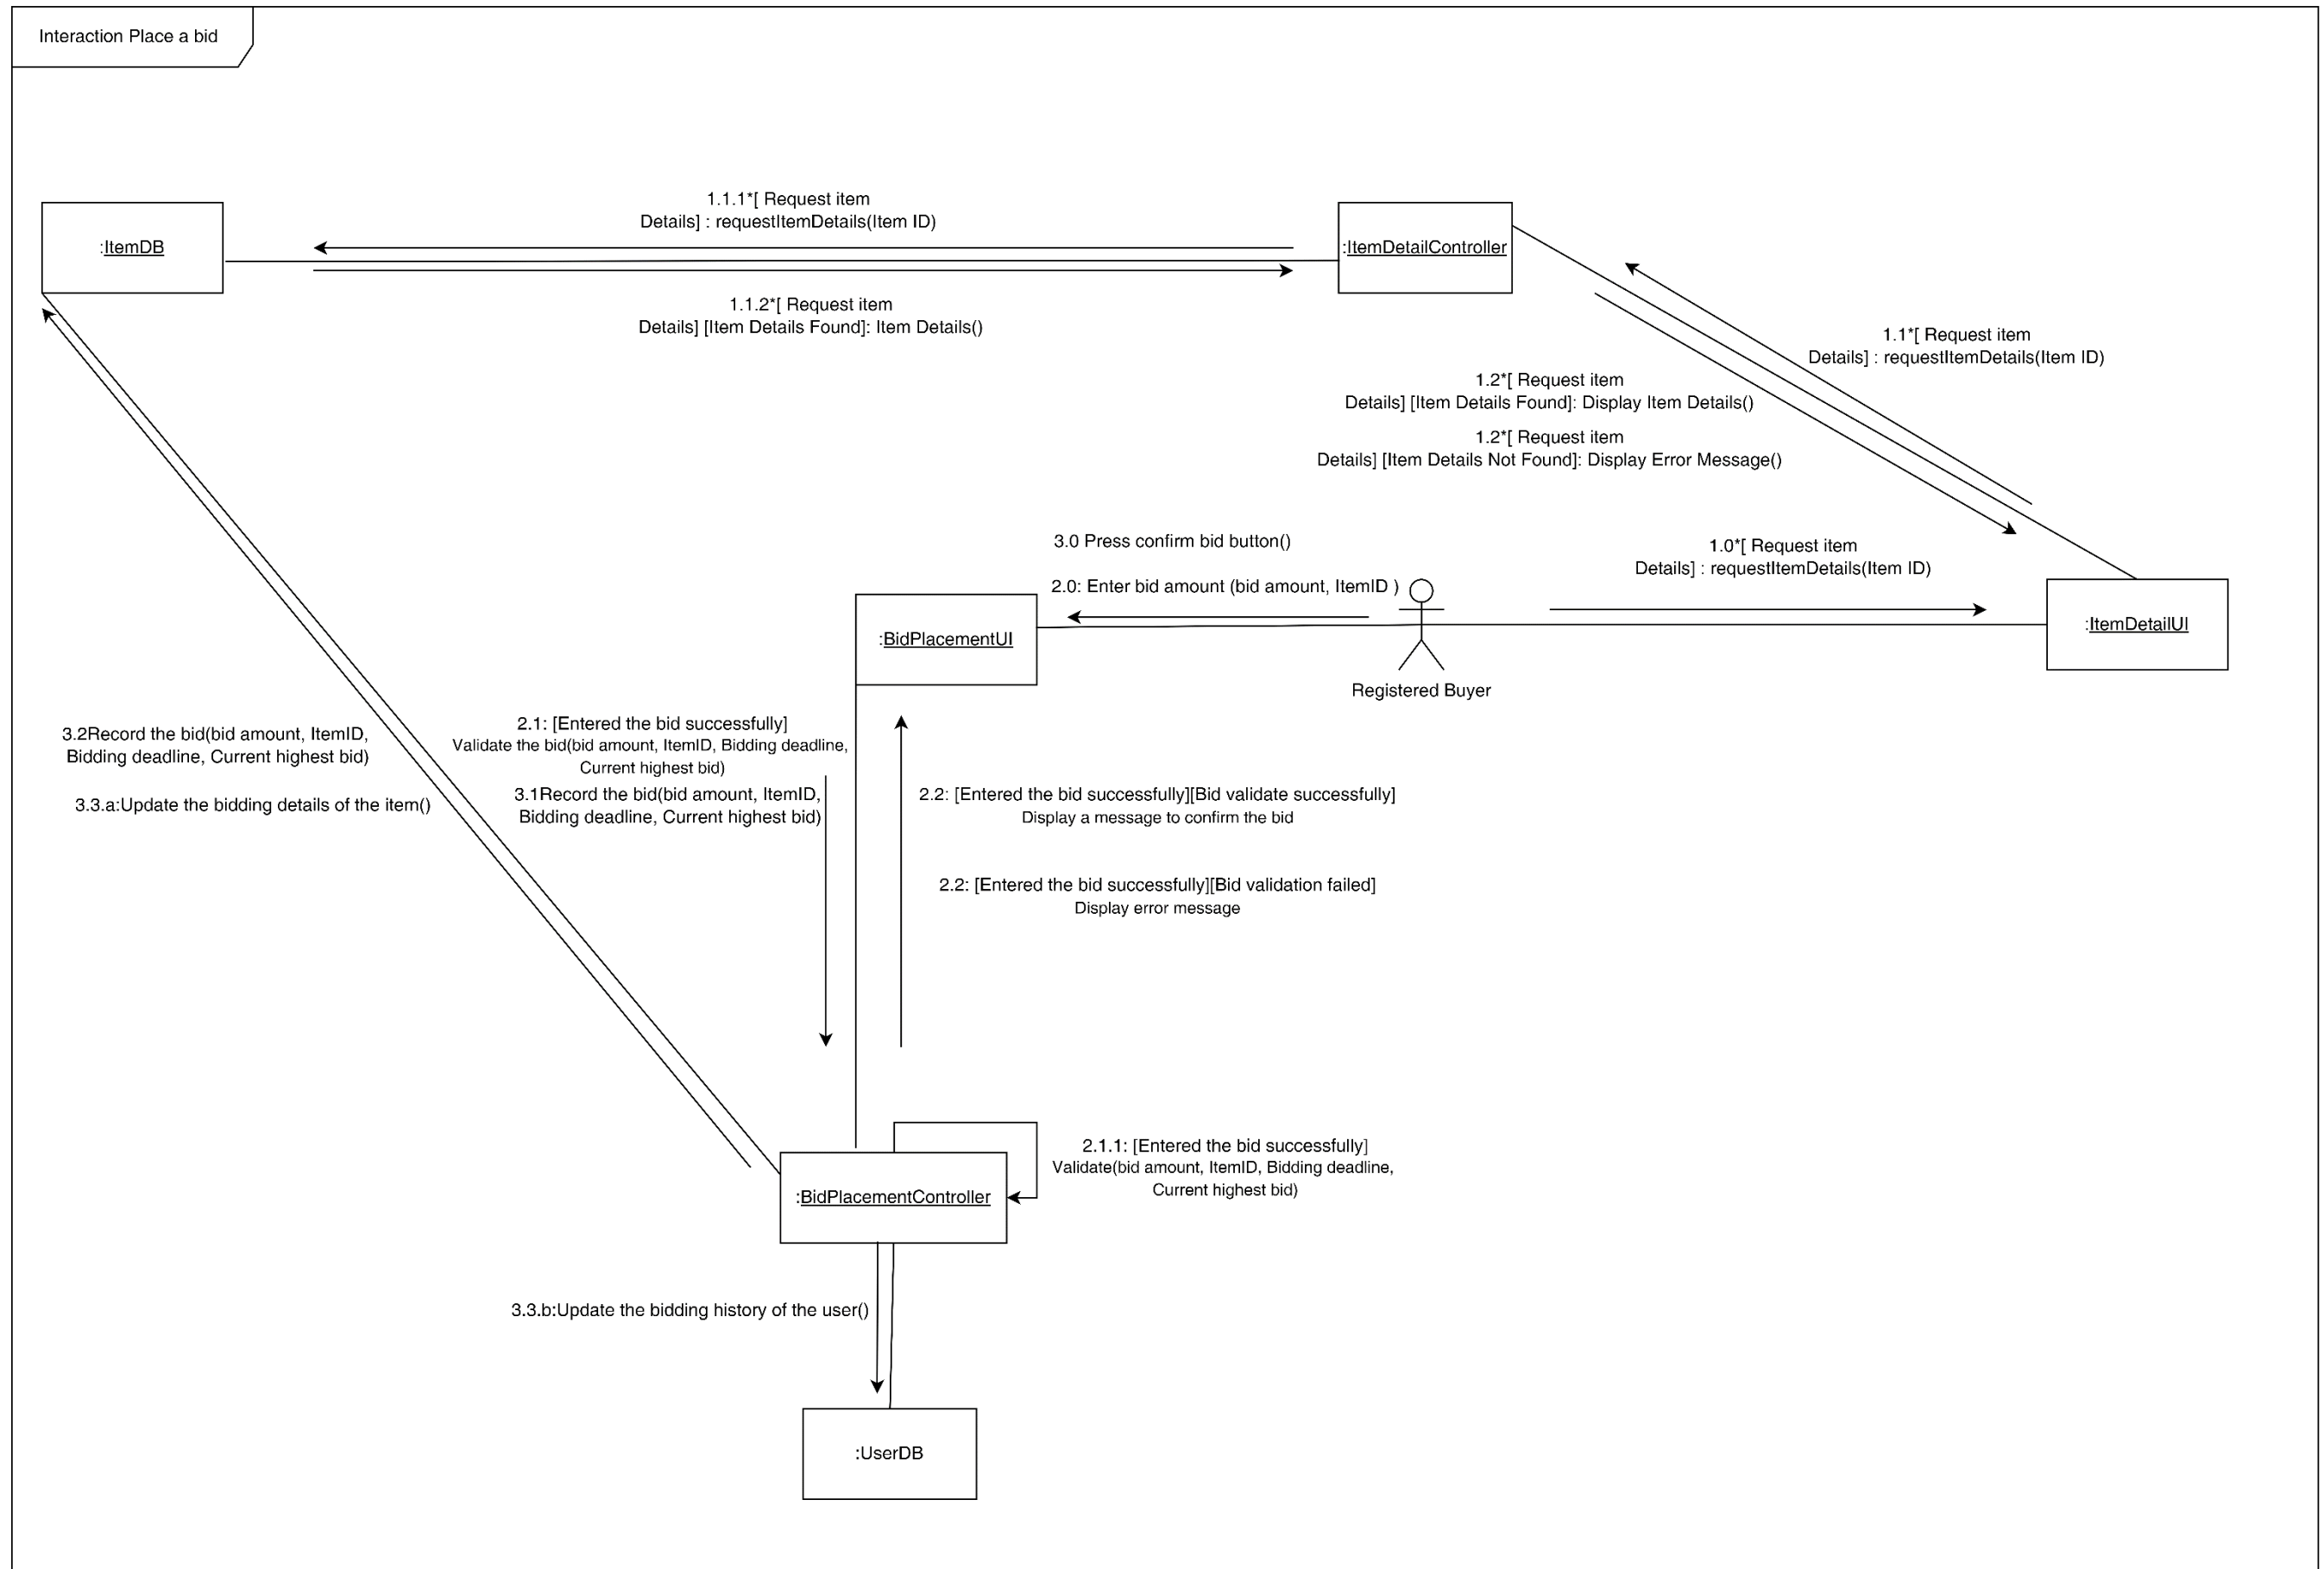 Interaction Place a bid
1.1.1*[ Request item
Details] : requestItemDetails(Item ID)
:ItemDB
:ItemDetailController
1.1.2*[ Request item
Details] [Item Details Found]: Item Details()
1.1*[ Request item
Details] : requestItemDetails(Item ID)
1.2*[ Request item
Details] [Item Details Found]: Display Item Details()
1.2*[ Request item
Details] [Item Details Not Found]: Display Error Message()
3.0 Press confirm bid button()
1.0*[ Request item
Details] : requestItemDetails(Item ID)
2.0: Enter bid amount (bid amount, ItemID )
:BidPlacementUI
:ItemDetailUI
Registered Buyer
3.2Record the bid(bid amount, ItemID,
Bidding deadline, Current highest bid)
3.3.a:Update the bidding details of the item()
2.1: [Entered the bid successfully]
Validate the bid(bid amount, ItemID, Bidding deadline,
Current highest bid)
3.1Record the bid(bid amount, ItemID,
Bidding deadline, Current highest bid)
2.2: [Entered the bid successfully][Bid validate successfully]
Display a message to confirm the bid
2.2: [Entered the bid successfully][Bid validation failed]
Display error message
2.1.1: [Entered the bid successfully]
Validate(bid amount, ItemID, Bidding deadline,
Current highest bid)
:BidPlacementController
3.3.b:Update the bidding history of the user()
:UserDB